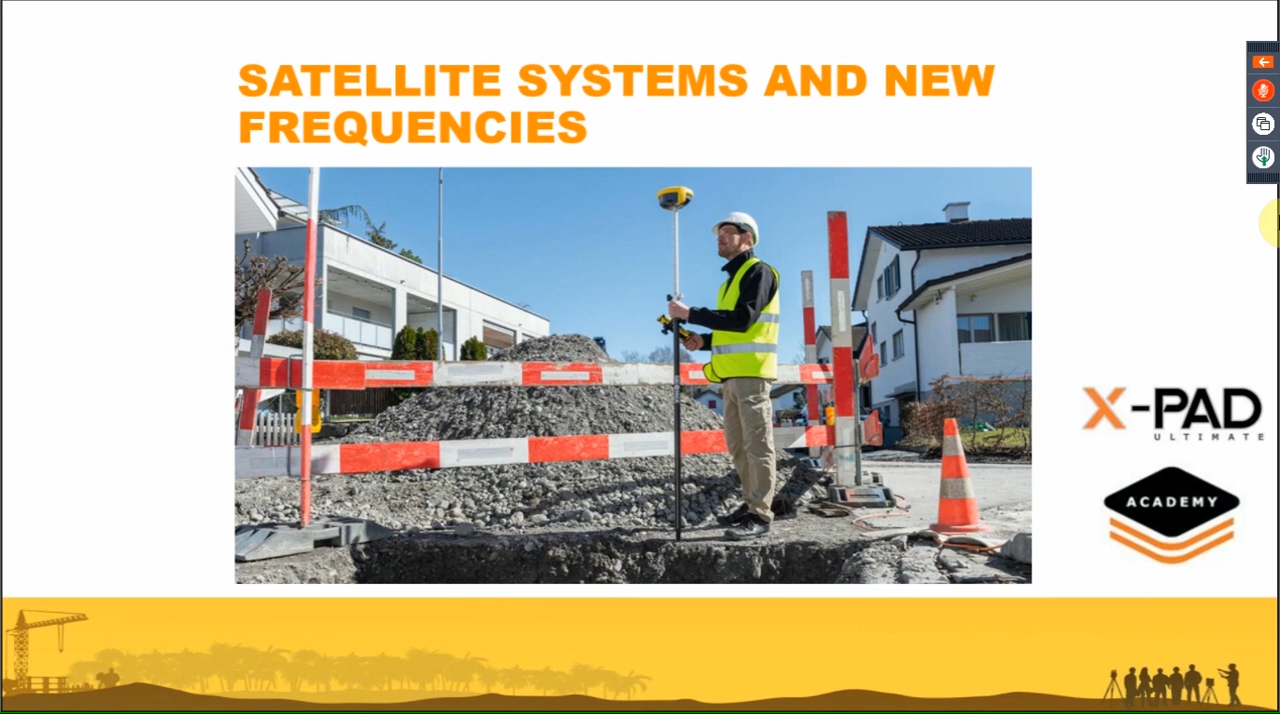 SATELLITE SYSTEMS AND NEW
FREQUENCIES
X-PAD
ULTIMATE
ACADEMY